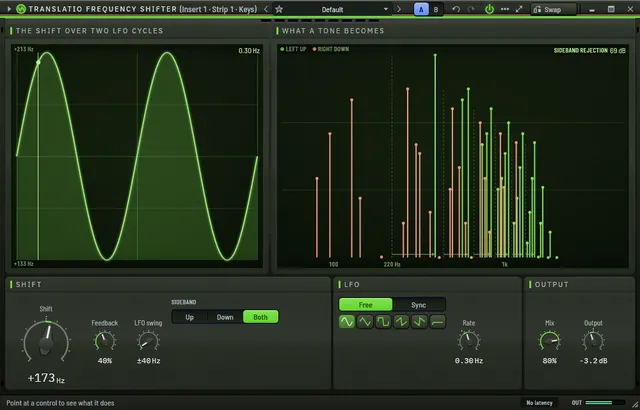 TRANSLATIO FREQUENCY SHIFTER (Insert 1 · Strip 1 · Keys)
Default
A B
Swap
THE SHIFT OVER TWO LFO CYCLES
+213 Hz
0.30 Hz
+133 Hz
WHAT A TONE BECOMES
LEFT UP
RIGHT DOWN
SIDEBAND REJECTION 69 dB
100
220 Hz
1k
SHIFT
Shift
+173 Hz
Feedback
40%
LFO swing
±40 Hz
SIDEBAND
Up
Down
Both
LFO
Free
Sync
Rate
0.30 Hz
OUTPUT
Mix
80%
Output
-3.2 dB
Point at a control to see what it does
No latency
OUT